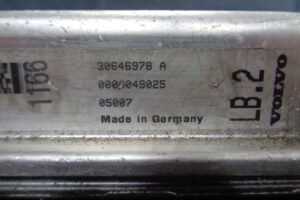 1166
30646978 A
0000049025
05007
Made in Germany
LB.2
VOLVO